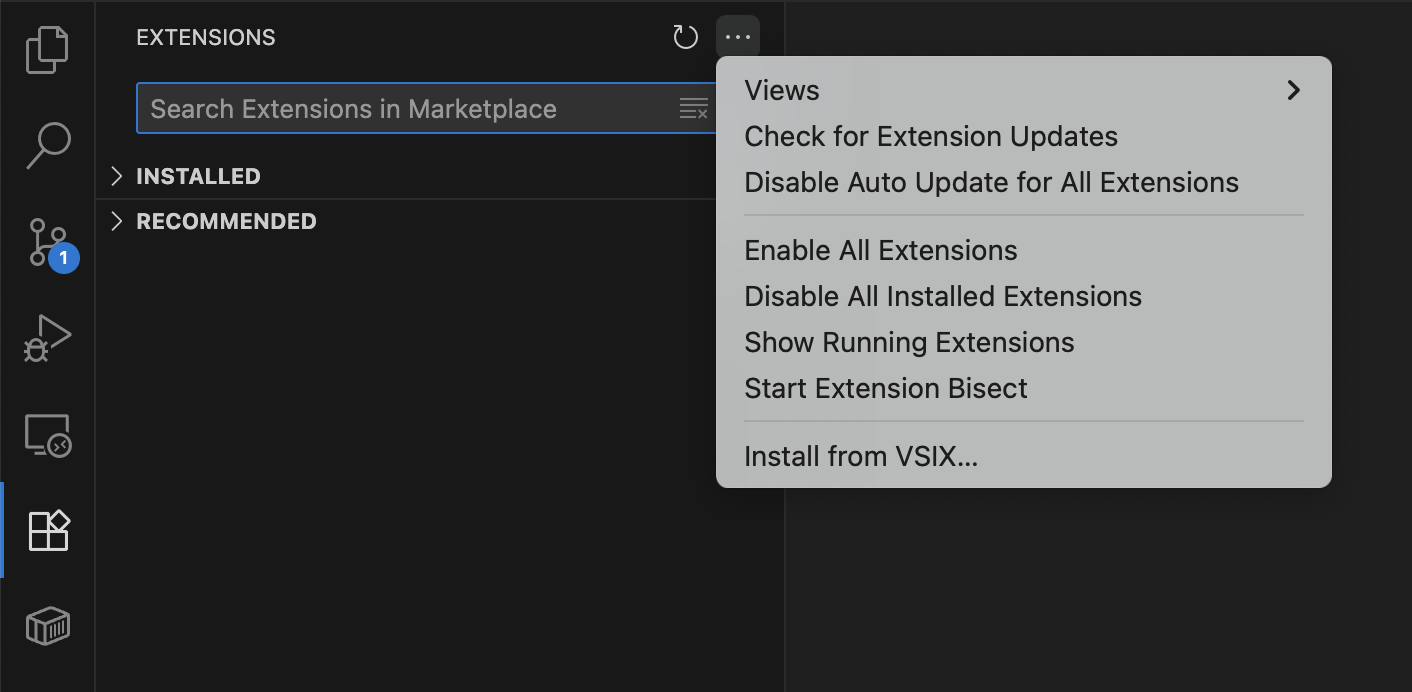 EXTENSIONS
Search Extensions in Marketplace
INSTALLED
RECOMMENDED
1
Views
Check for Extension Updates
Disable Auto Update for All Extensions
Enable All Extensions
Disable All Installed Extensions
Show Running Extensions
Start Extension Bisect
Install from VSIX...